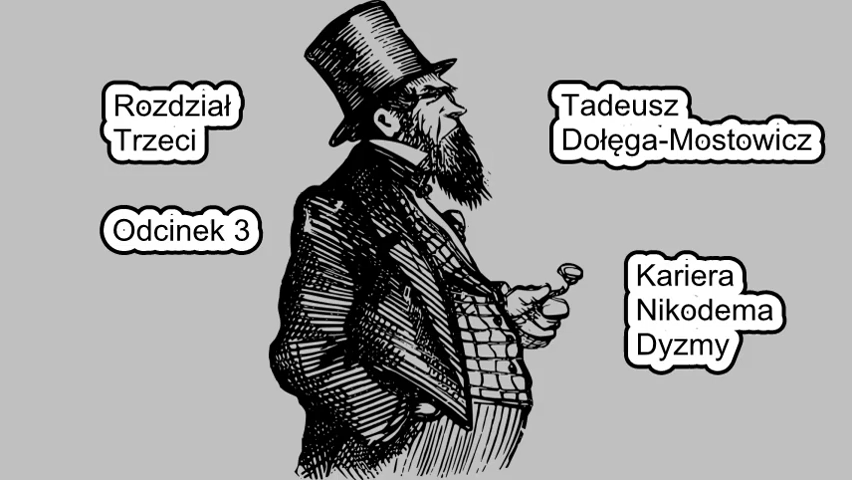 Rozdział
Trzeci
Odcinek 3
Tadeusz
Dołęga-Mostowicz
Kariera
Nikodema
Dyzmy